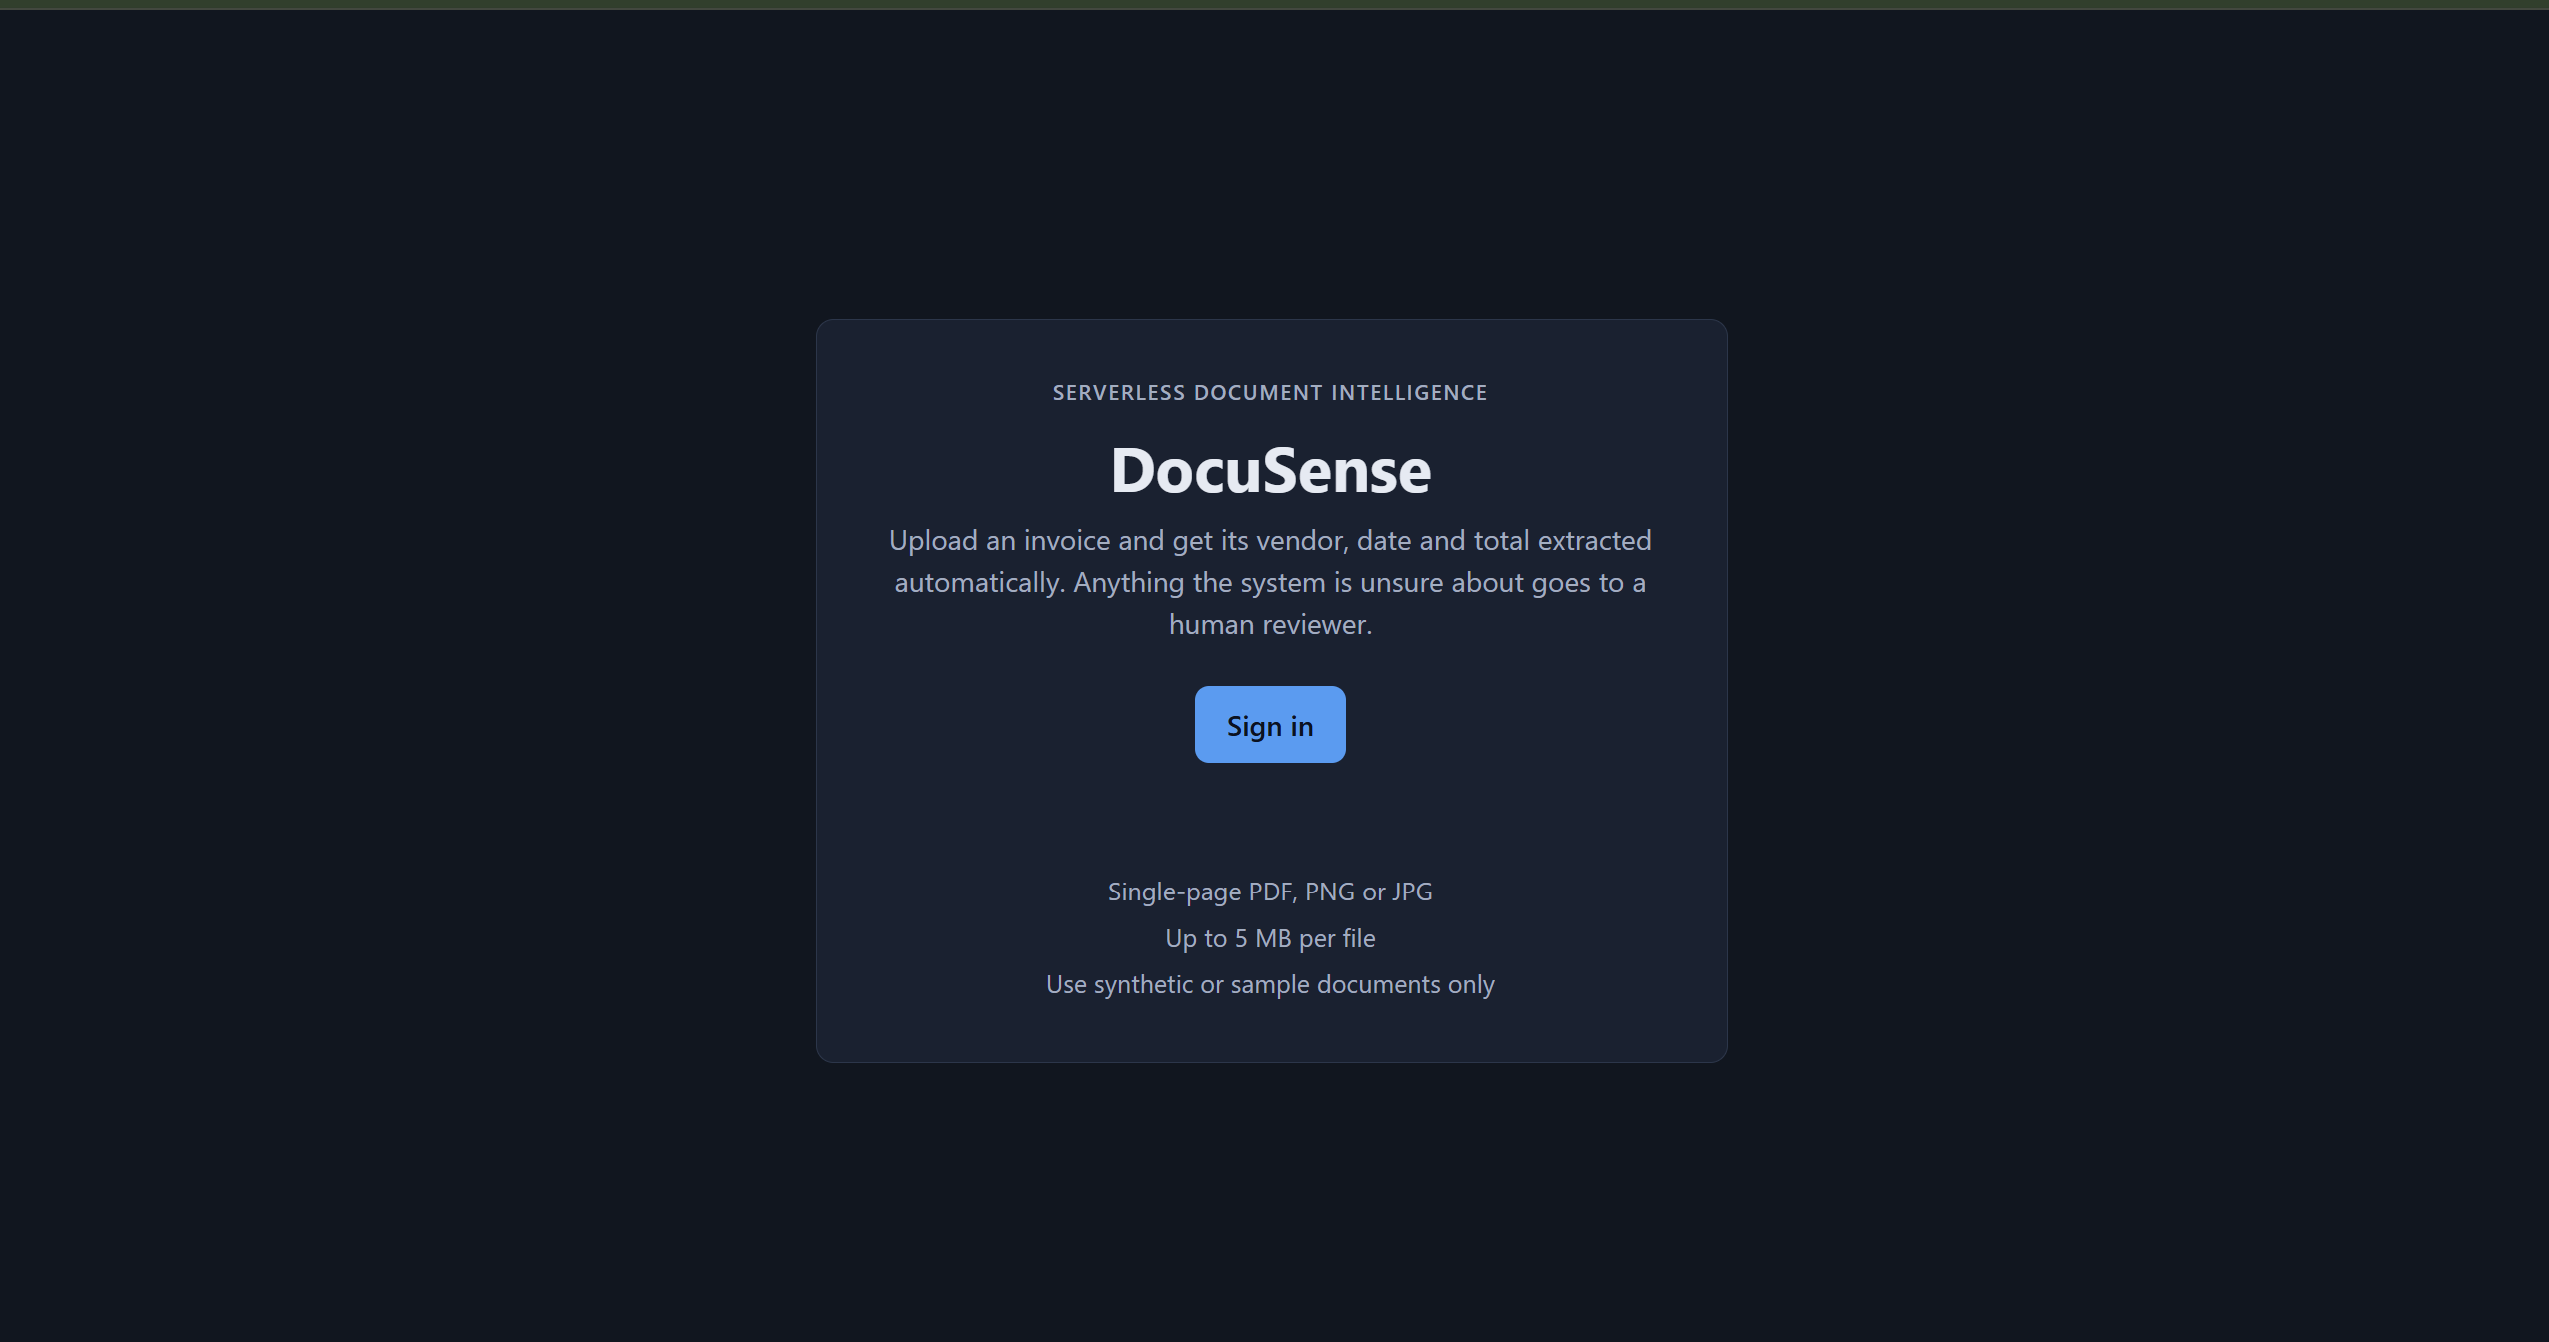 SERVERLESS DOCUMENT INTELLIGENCE
DocuSense
Upload an invoice and get its vendor, date and total extracted
automatically. Anything the system is unsure about goes to a
human reviewer.
Sign in
Single-page PDF, PNG or JPG
Up to 5 MB per file
Use synthetic or sample documents only